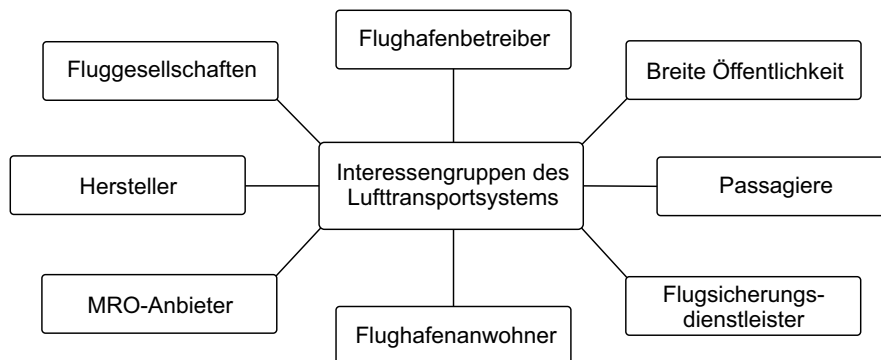 Flughafenbetreiber
Fluggesellschaften
Breite Öffentlichkeit
Interessengruppen des
Lufttransportsystems
Hersteller
Passagiere
MRO-Anbieter
Flugsicherungs-
dienstleister
Flughafenanwohner